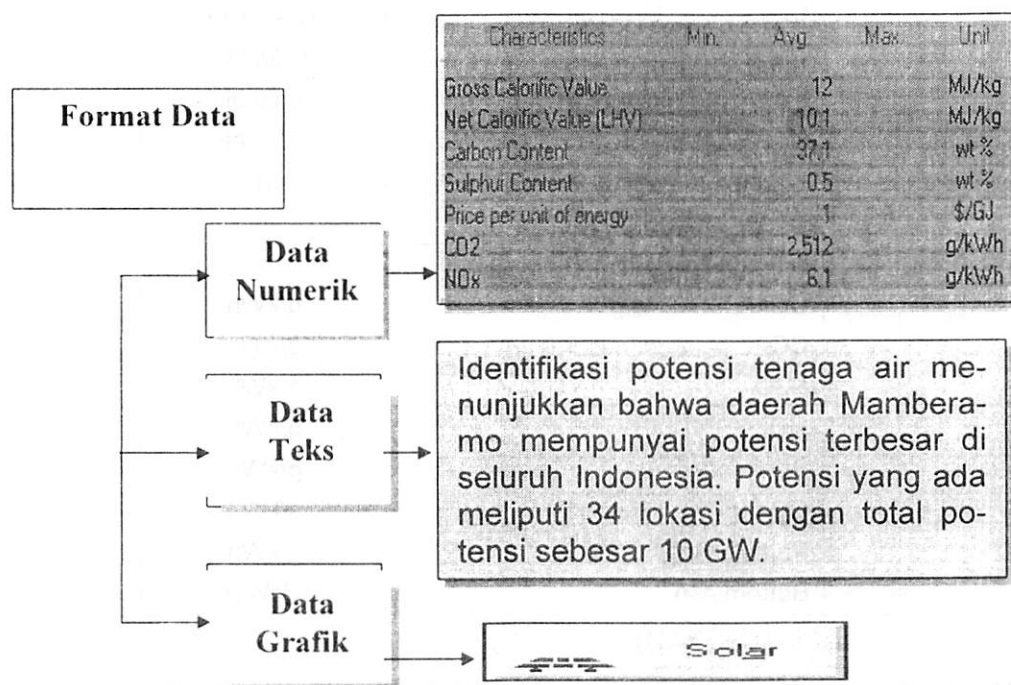 Characteristics Min. Avg. Max Unit
Gross Calorific Value 12 MJ/kg
Net Calorific Value (LHV) 10.1 MJ/kg
Carbon Content 37.1 wt %
Sulphur Content 0.5 wt %
Price per unit of energy 1 $/GJ
CO2 2,512 g/kWh
NOx 6.1 g/kWh
Format Data
Data
Numerik
Identifikasi potensi tenaga air me-
nunjukkan bahwa daerah Mambera-
mo mempunyai potensi terbesar di
seluruh Indonesia. Potensi yang ada
meliputi 34 lokasi dengan total po-
tensi sebesar 10 GW.
Data
Teks
Data
Grafik
Solar